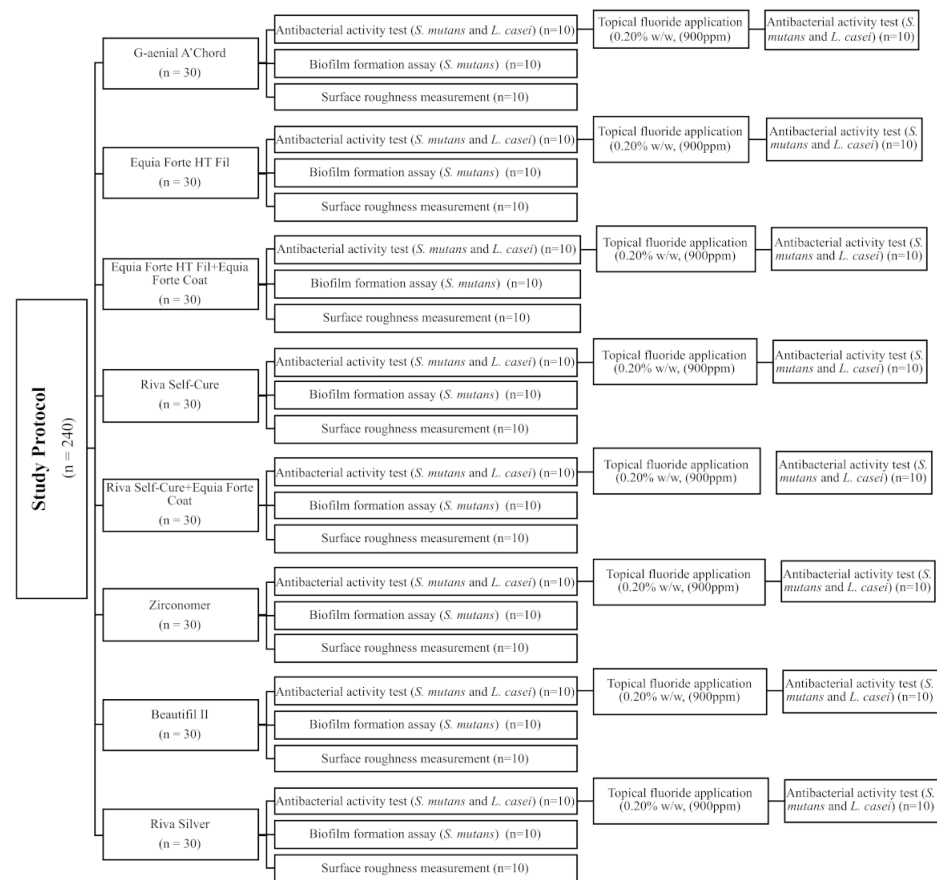 Study Protocol
(n = 240)
G-aenial A'Chord
(n = 30)
Antibacterial activity test (S. mutans and L. casei) (n=10)
Topical fluoride application
(0.20% w/w, (900ppm)
Antibacterial activity test (S.
mutans and L. casei) (n=10)
Biofilm formation assay (S. mutans) (n=10)
Surface roughness measurement (n=10)
Equia Forte HT Fil
(n = 30)
Antibacterial activity test (S. mutans and L. casei) (n=10)
Topical fluoride application
(0.20% w/w, (900ppm)
Antibacterial activity test (S.
mutans and L. casei) (n=10)
Biofilm formation assay (S. mutans) (n=10)
Surface roughness measurement (n=10)
Equia Forte HT Fil+Equia
Forte Coat
(n = 30)
Antibacterial activity test (S. mutans and L. casei) (n=10)
Topical fluoride application
(0.20% w/w, (900ppm)
Antibacterial activity test (S.
mutans and L. casei) (n=10)
Biofilm formation assay (S. mutans) (n=10)
Surface roughness measurement (n=10)
Riva Self-Cure
(n = 30)
Antibacterial activity test (S. mutans and L. casei) (n=10)
Topical fluoride application
(0.20% w/w, (900ppm)
Antibacterial activity test (S.
mutans and L. casei) (n=10)
Biofilm formation assay (S. mutans) (n=10)
Surface roughness measurement (n=10)
Riva Self-Cure+Equia Forte
Coat
(n = 30)
Antibacterial activity test (S. mutans and L. casei) (n=10)
Topical fluoride application
(0.20% w/w, (900ppm)
Antibacterial activity test (S.
mutans and L. casei) (n=10)
Biofilm formation assay (S. mutans) (n=10)
Surface roughness measurement (n=10)
Zirconomer
(n = 30)
Antibacterial activity test (S. mutans and L. casei) (n=10)
Topical fluoride application
(0.20% w/w, (900ppm)
Antibacterial activity test (S.
mutans and L. casei) (n=10)
Biofilm formation assay (S. mutans) (n=10)
Surface roughness measurement (n=10)
Beautifil II
(n = 30)
Antibacterial activity test (S. mutans and L. casei) (n=10)
Topical fluoride application
(0.20% w/w, (900ppm)
Antibacterial activity test (S.
mutans and L. casei) (n=10)
Biofilm formation assay (S. mutans) (n=10)
Surface roughness measurement (n=10)
Riva Silver
(n = 30)
Antibacterial activity test (S. mutans and L. casei) (n=10)
Topical fluoride application
(0.20% w/w, (900ppm)
Antibacterial activity test (S.
mutans and L. casei) (n=10)
Biofilm formation assay (S. mutans) (n=10)
Surface roughness measurement (n=10)